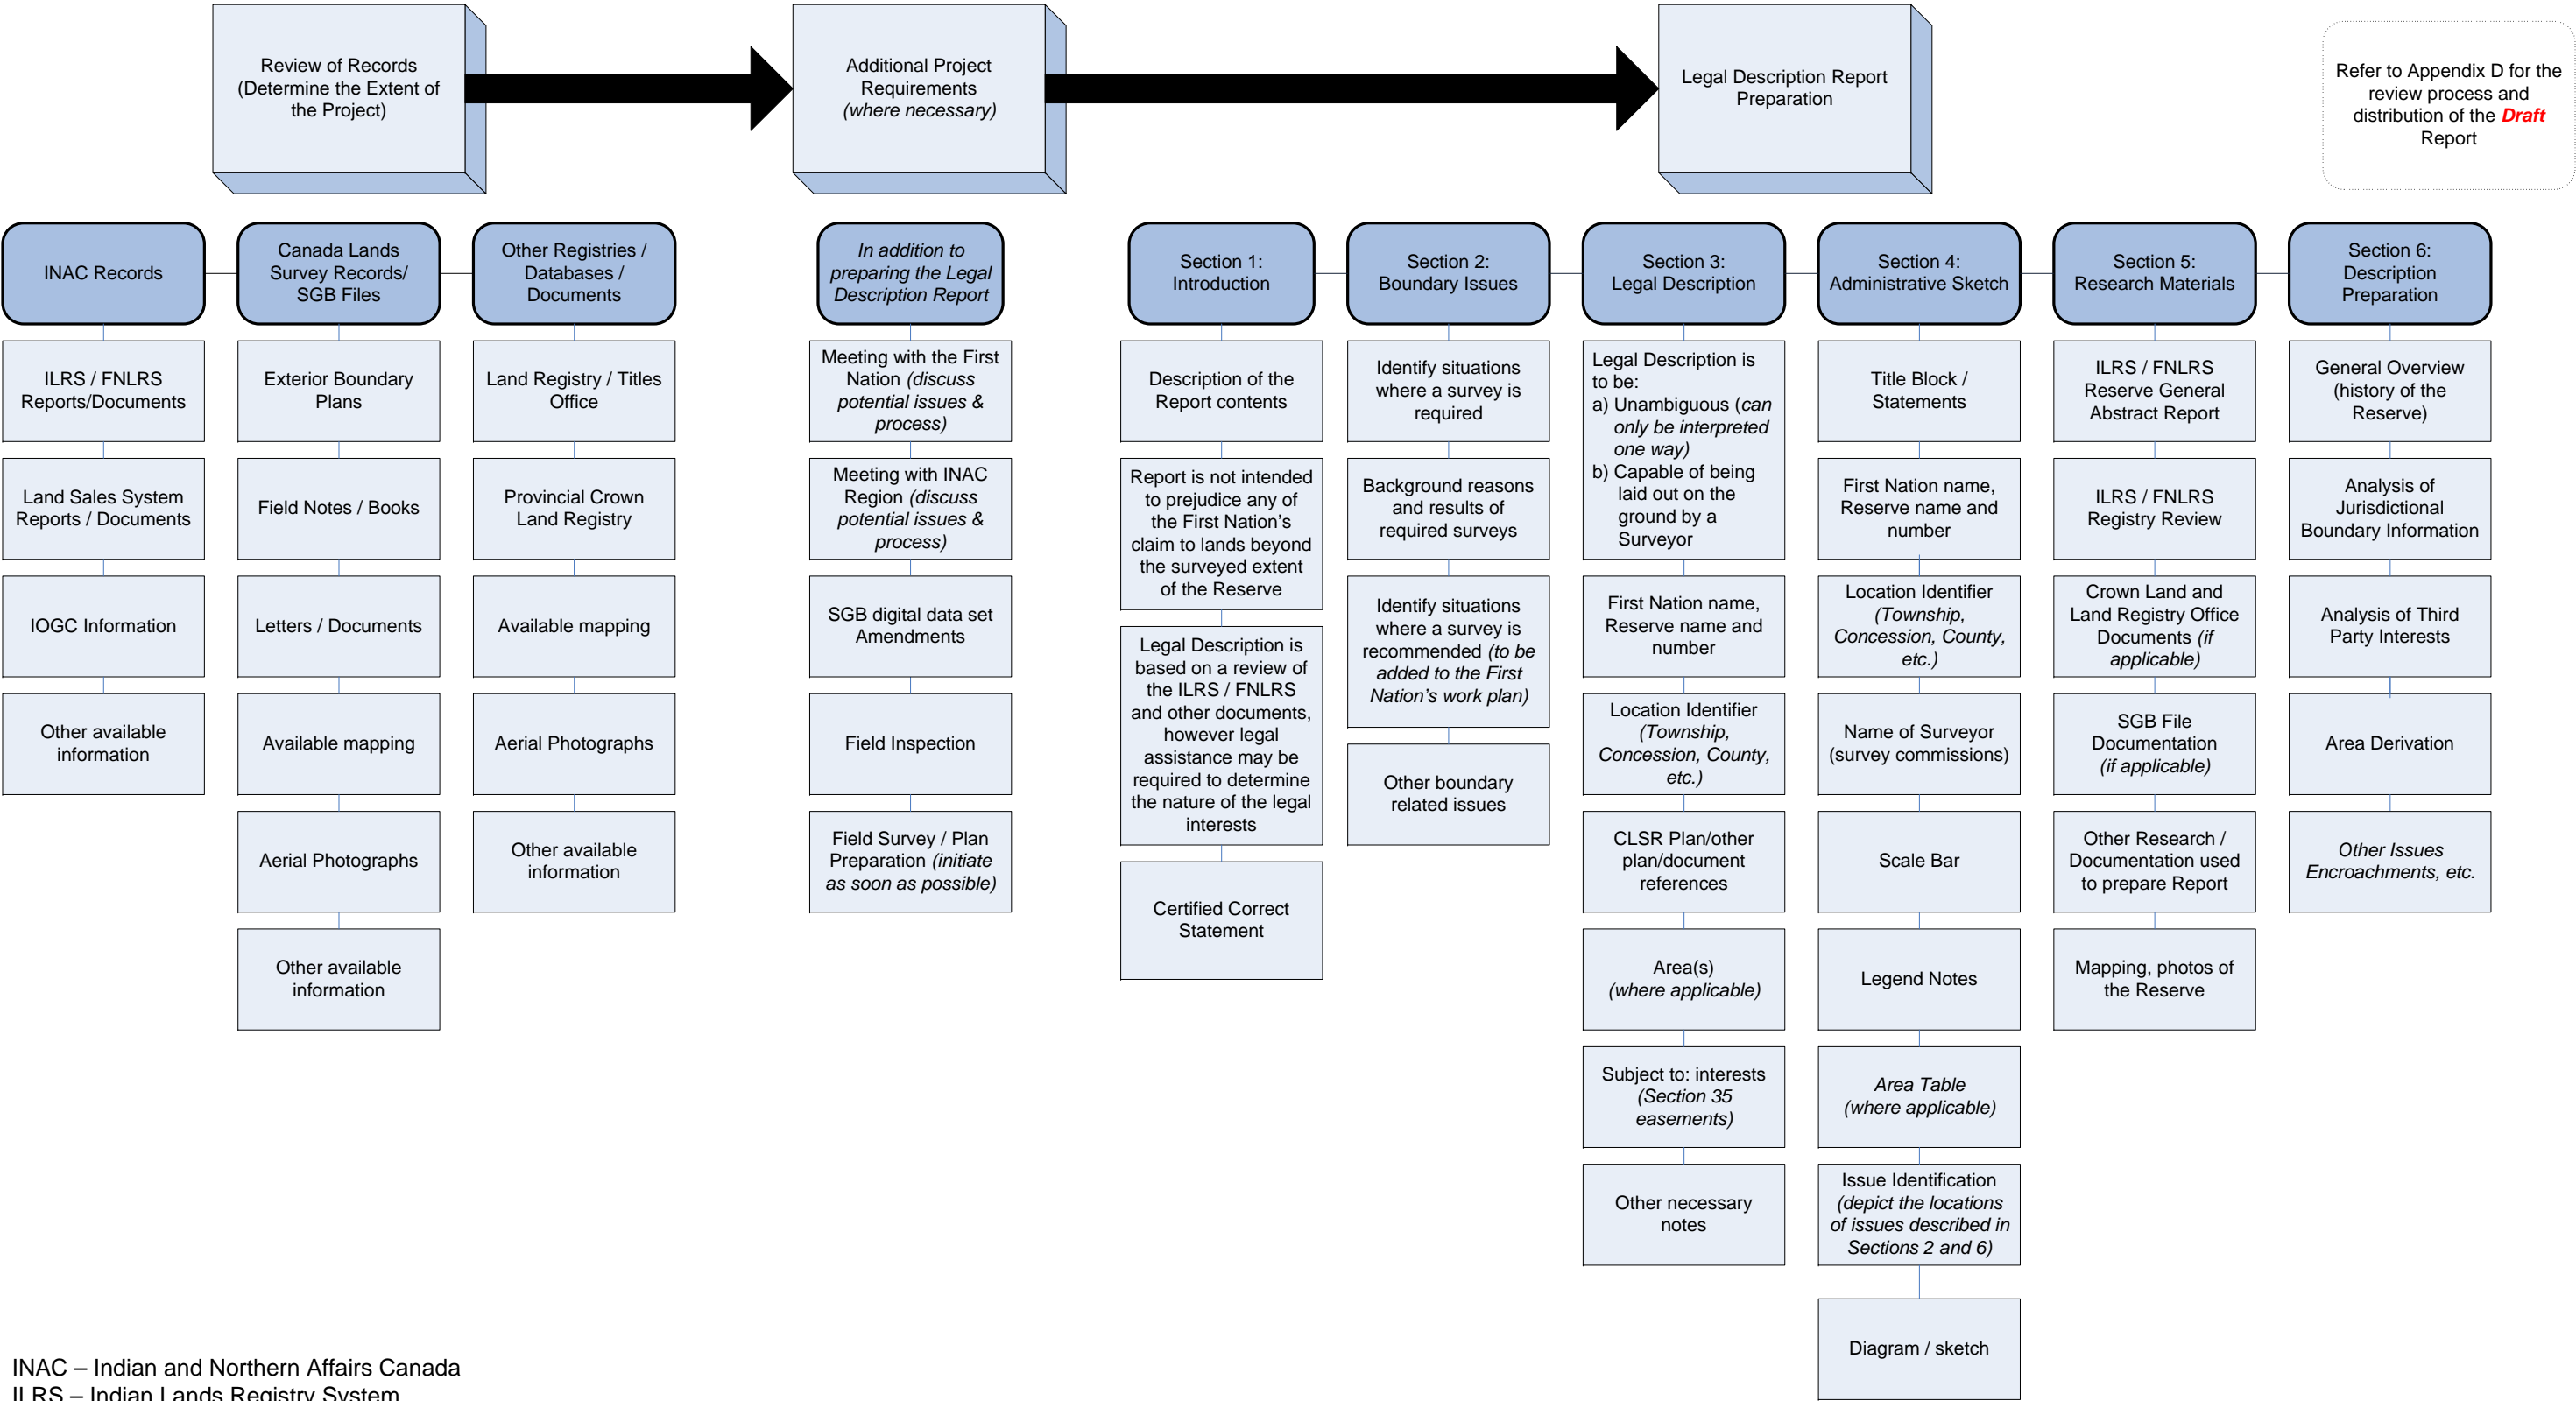 Review of Records
(Determine the Extent of
the Project)
Additional Project
Requirements
(where necessary)
Legal Description Report
Preparation
Refer to Appendix D for the
review process and
distribution of the Draft
Report
INAC Records
ILRS / FNLRS
Reports/Documents
Land Sales System
Reports / Documents
IOGC Information
Other available
information
Canada Lands
Survey Records/
SGB Files
Exterior Boundary
Plans
Field Notes / Books
Letters / Documents
Available mapping
Aerial Photographs
Other available
information
Other Registries /
Databases /
Documents
Land Registry / Titles
Office
Provincial Crown
Land Registry
Available mapping
Aerial Photographs
Other available
information
In addition to
preparing the Legal
Description Report
Meeting with the First
Nation (discuss
potential issues &
process)
Meeting with INAC
Region (discuss
potential issues &
process)
SGB digital data set
Amendments
Field Inspection
Field Survey / Plan
Preparation (initiate
as soon as possible)
Section 1:
Introduction
Description of the
Report contents
Report is not intended
to prejudice any of
the First Nation’s
claim to lands beyond
the surveyed extent
of the Reserve
Legal Description is
based on a review of
the ILRS / FNLRS
and other documents,
however legal
assistance may be
required to determine
the nature of the legal
interests
Certified Correct
Statement
Section 2:
Boundary Issues
Identify situations
where a survey is
required
Background reasons
and results of
required surveys
Identify situations
where a survey is
recommended (to be
added to the First
Nation’s work plan)
Other boundary
related issues
Section 3:
Legal Description
Legal Description is
to be:
a) Unambiguous (can
only be interpreted
one way)
b) Capable of being
laid out on the
ground by a
Surveyor
First Nation name,
Reserve name and
number
Location Identifier
(Township,
Concession, County,
etc.)
CLSR Plan/other
plan/document
references
Area(s)
(where applicable)
Subject to: interests
(Section 35
easements)
Other necessary
notes
Section 4:
Administrative Sketch
Title Block /
Statements
First Nation name,
Reserve name and
number
Location Identifier
(Township,
Concession, County,
etc.)
Name of Surveyor
(survey commissions)
Scale Bar
Legend Notes
Area Table
(where applicable)
Issue Identification
(depict the locations
of issues described in
Sections 2 and 6)
Diagram / sketch
Section 5:
Research Materials
ILRS / FNLRS
Reserve General
Abstract Report
ILRS / FNLRS
Registry Review
Crown Land and
Land Registry Office
Documents (if
applicable)
SGB File
Documentation
(if applicable)
Other Research /
Documentation used
to prepare Report
Mapping, photos of
the Reserve
Section 6:
Description
Preparation
General Overview
(history of the
Reserve)
Analysis of
Jurisdictional
Boundary Information
Analysis of Third
Party Interests
Area Derivation
Other Issues
Encroachments, etc.
INAC – Indian and Northern Affairs Canada
ILRS – Indian Lands Registry System